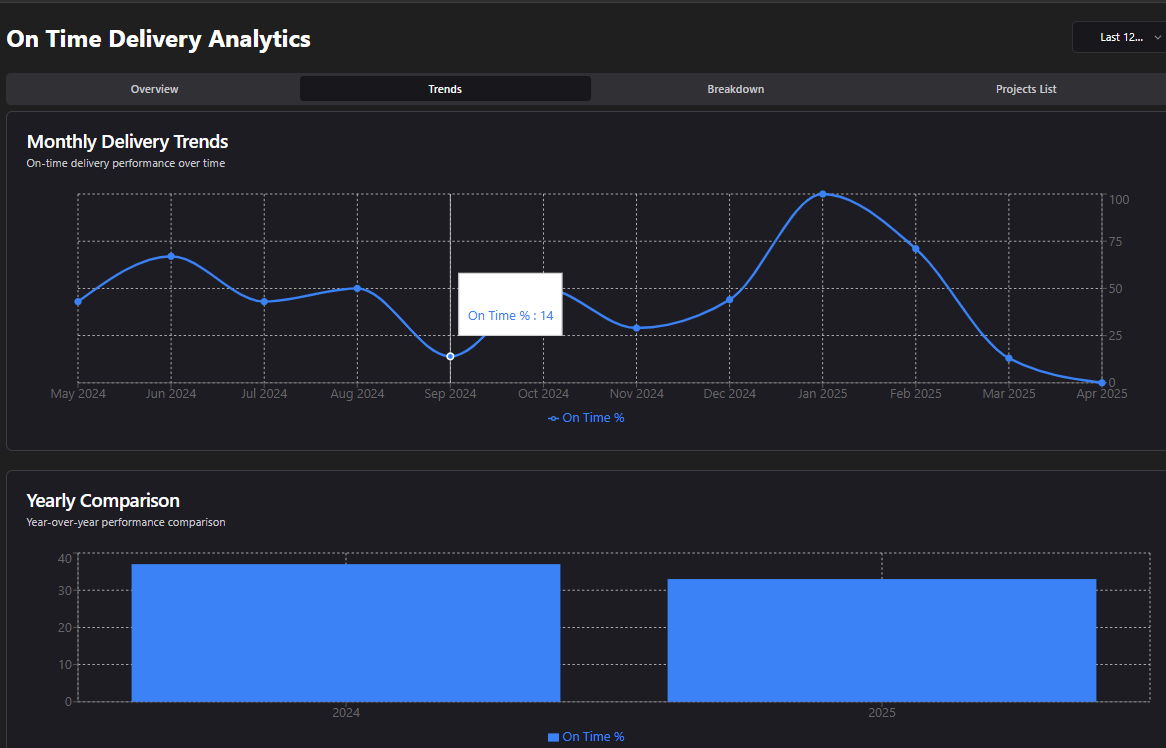 On Time Delivery Analytics
Last 12...
Overview Trends Breakdown Projects List
Monthly Delivery Trends
On-time delivery performance over time
100
75
50
25
0
On Time % : 14
May 2024 Jun 2024 Jul 2024 Aug 2024 Sep 2024 Oct 2024 Nov 2024 Dec 2024 Jan 2025 Feb 2025 Mar 2025 Apr 2025
On Time %
Yearly Comparison
Year-over-year performance comparison
40
30
20
10
0
2024 2025
On Time %